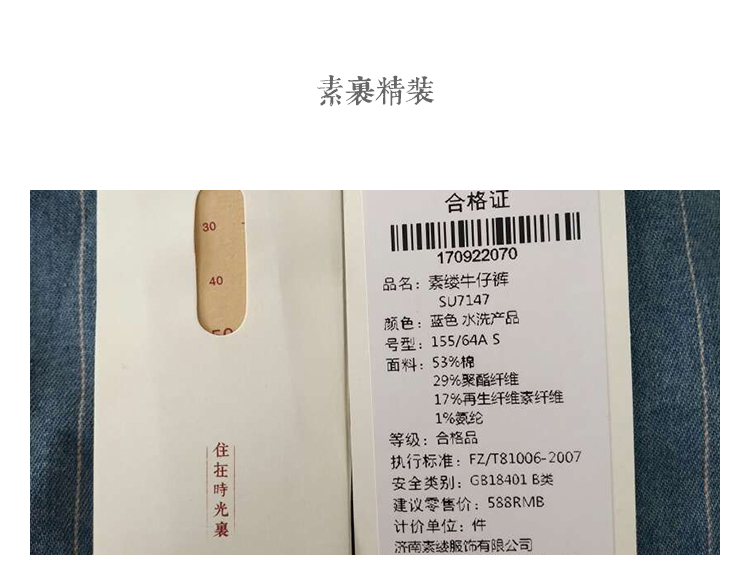 素裹精装
30
40
50
住在時光裏
合格证
170922070
品名：素缕牛仔裤
SU7147
颜色：蓝色 水洗产品
号型：155/64A S
面料：53%棉
29%聚酯纤维
17%再生纤维素纤维
1%氨纶
等级：合格品
执行标准：FZ/T81006-2007
安全类别：GB18401 B类
建议零售价：588RMB
计价单位：件
济南素缕服饰有限公司